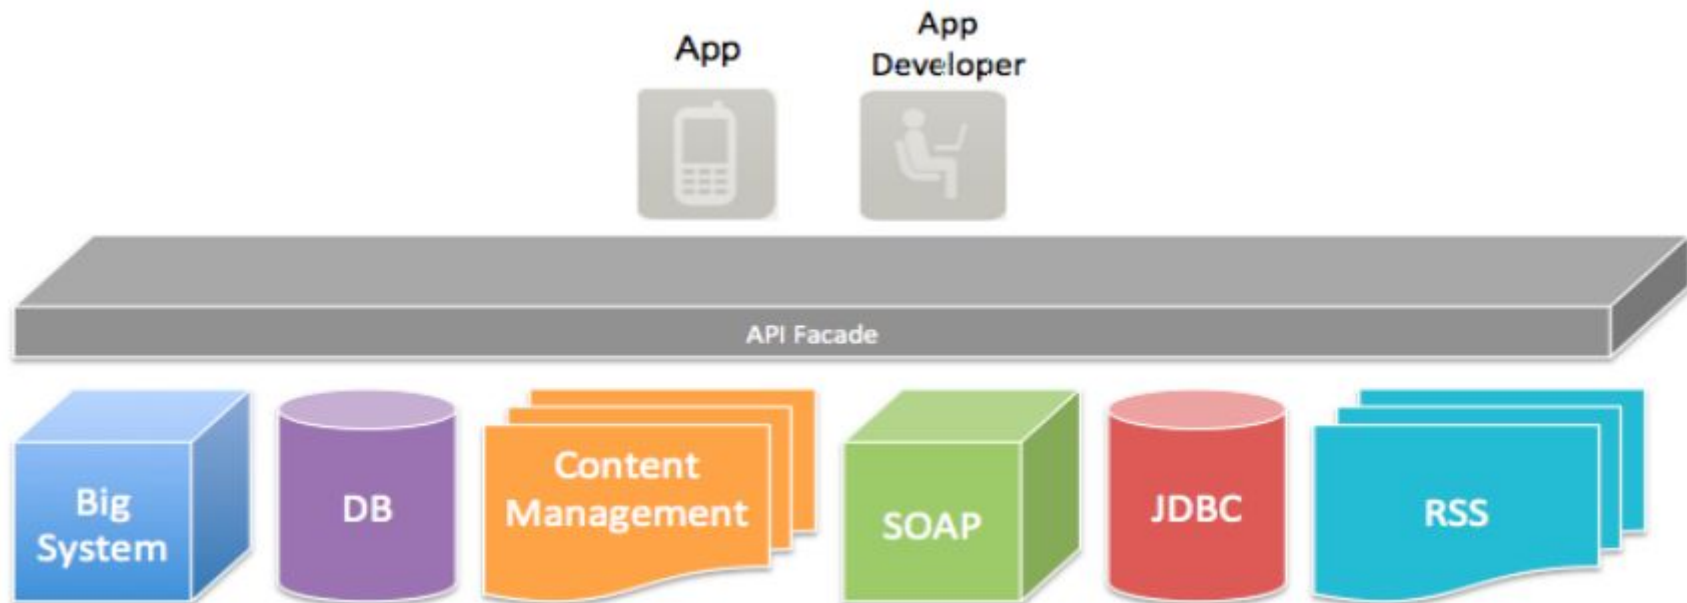 App
App
Developer
API Facade
Big
System
DB
Content
Management
SOAP
JDBC
RSS